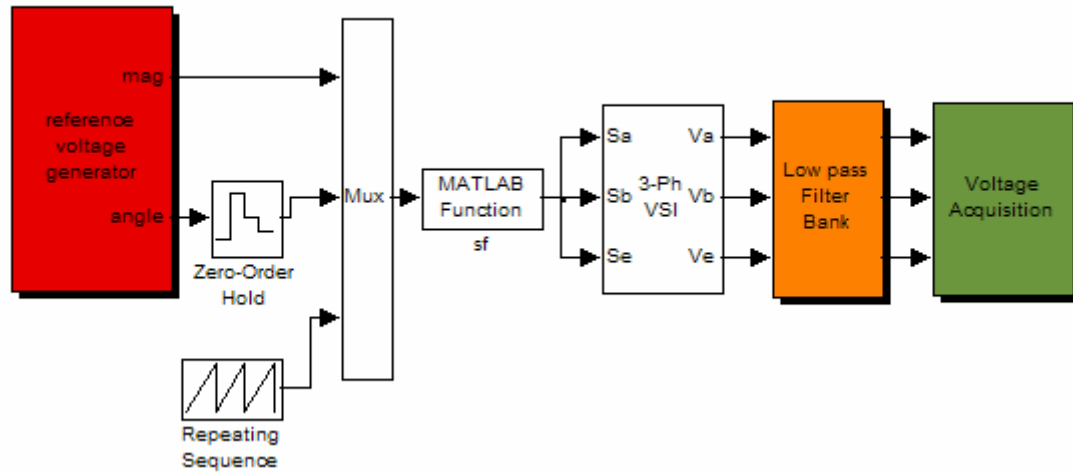 mag
reference
voltage
generator
angle
Zero-Order
Hold
Repeating
Sequence
Mux
MATLAB
Function
sf
Sa
Sb
Se
3-Ph
VSI
Va
Vb
Ve
Low pass
Filter
Bank
Voltage
Acquisition